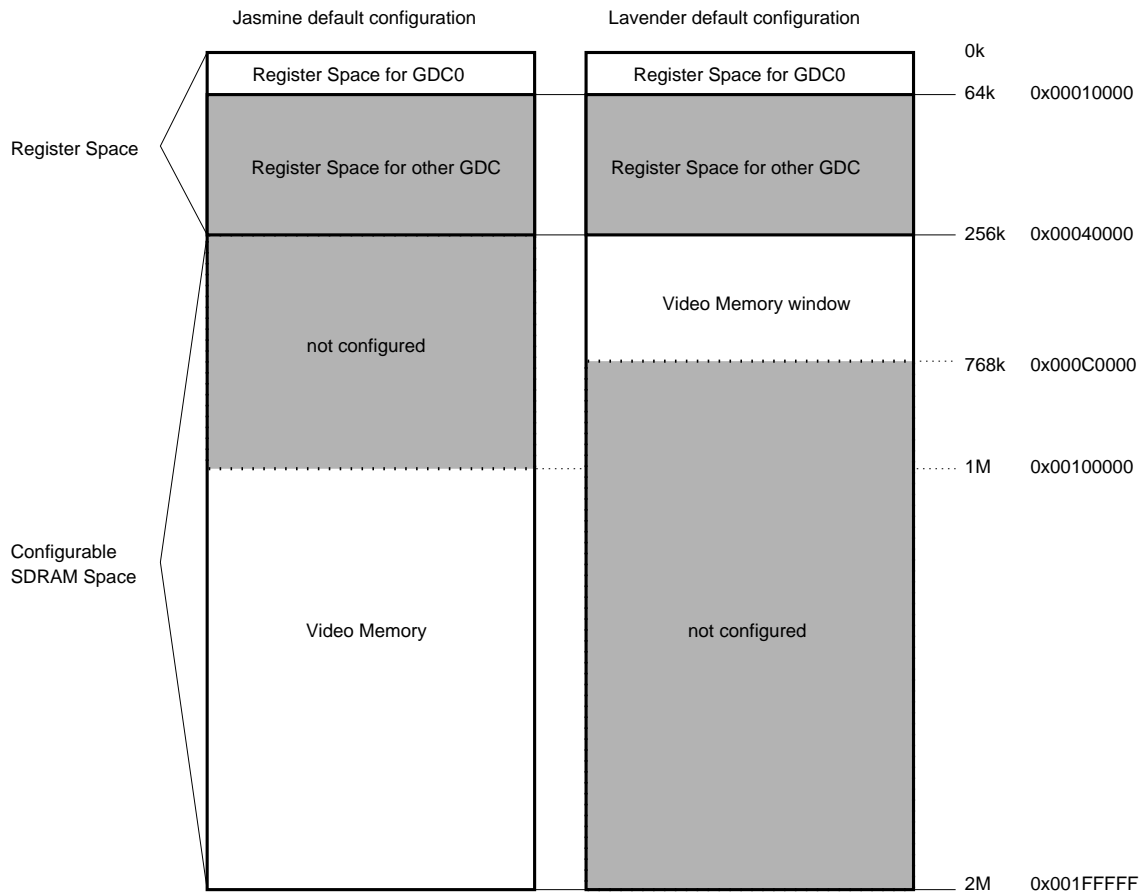 Jasmine default configuration
Lavender default configuration
0k
Register Space for GDC0
Register Space for GDC0
64k 0x00010000
Register Space
Register Space for other GDC
Register Space for other GDC
256k 0x00040000
Video Memory window
not configured
768k 0x000C0000
1M 0x00100000
Configurable
SDRAM Space
Video Memory
not configured
2M 0x001FFFFF